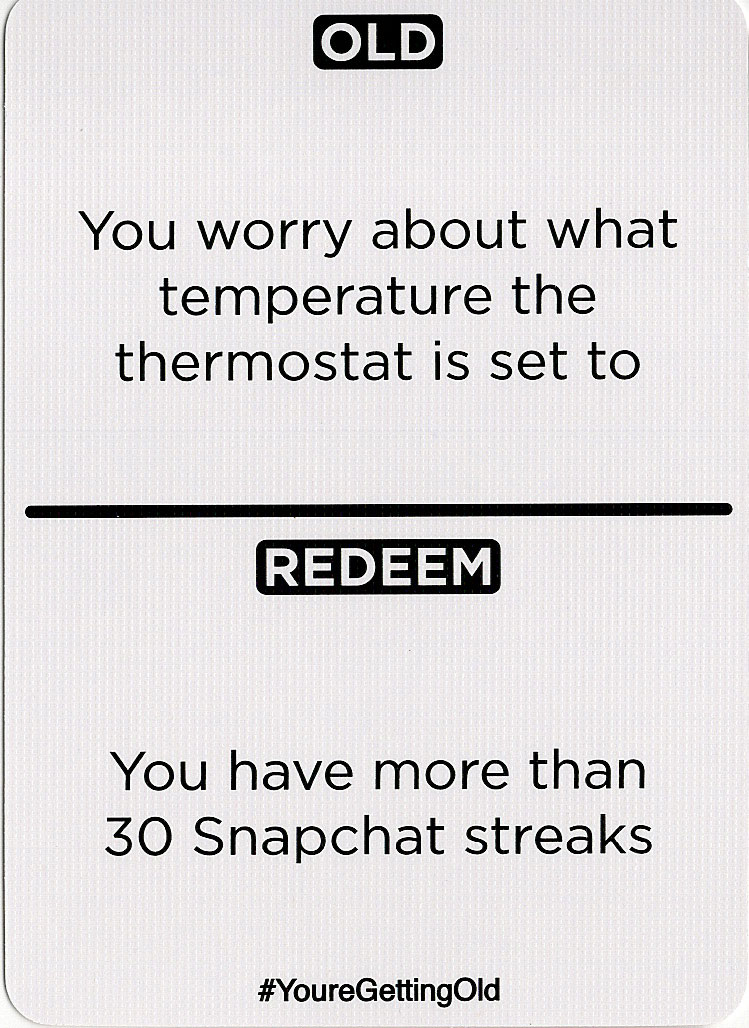 OLD
You worry about what
temperature the
thermostat is set to
REDEEM
You have more than
30 Snapchat streaks
#YoureGettingOld